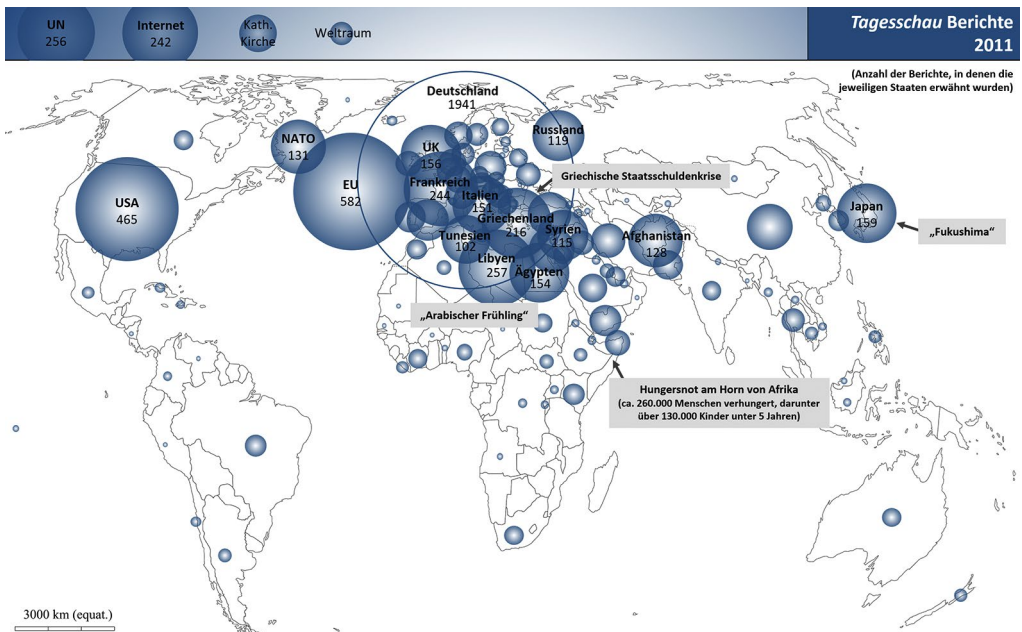 UN
256
Internet
242
Kath.
Kirche
Weltraum
Tagesschau Berichte
2011
(Anzahl der Berichte, in denen die
jeweiligen Staaten erwähnt wurden)
Deutschland
1941
NATO
131
UK
156
Russland
119
EU
582
USA
465
Frankreich
244
Italien
151
Griechische Staatsschuldenkrise
Griechenland
216
Syrien
115
Tunesien
102
Afghanistan
128
Japan
159
„Fukushima“
Libyen
257
Ägypten
154
„Arabischer Frühling“
Hungersnot am Horn von Afrika
(ca. 260.000 Menschen verhungert, darunter
über 130.000 Kinder unter 5 Jahren)
3000 km (equat.)